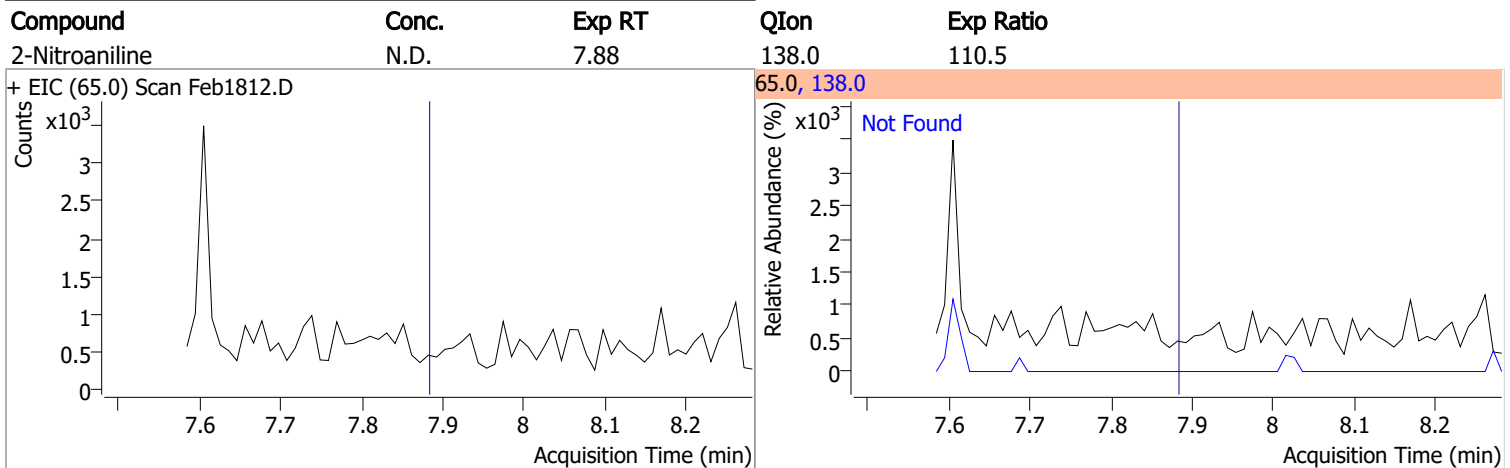 Compound Conc. Exp RT QIon Exp Ratio
2-Nitroaniline N.D. 7.88 138.0 110.5
+ EIC (65.0) Scan Feb1812.D
Counts
x10³
3
2.5
2
1.5
1
0.5
0
7.6 7.7 7.8 7.9 8 8.1 8.2
Acquisition Time (min)
65.0, 138.0
Relative Abundance (%)
x10³
Not Found
3
2.5
2
1.5
1
0.5
0
7.6 7.7 7.8 7.9 8 8.1 8.2
Acquisition Time (min)